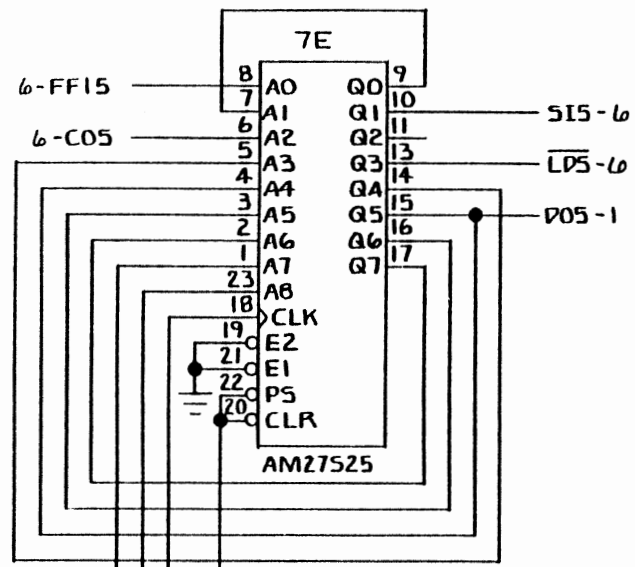 7E
8 A0 Q0 9
6-FF15
7 A1 Q1 10 SI5-6
6-C05 6 A2 Q2 11
5 A3 Q3 13 LD5-6
4 A4 Q4 14
3 A5 Q5 15 DO5-1
2 A6 Q6 16
1 A7 Q7 17
23 A8
18 CLK
19 E2
21 E1
22 PS
20 CLR
AM27S25